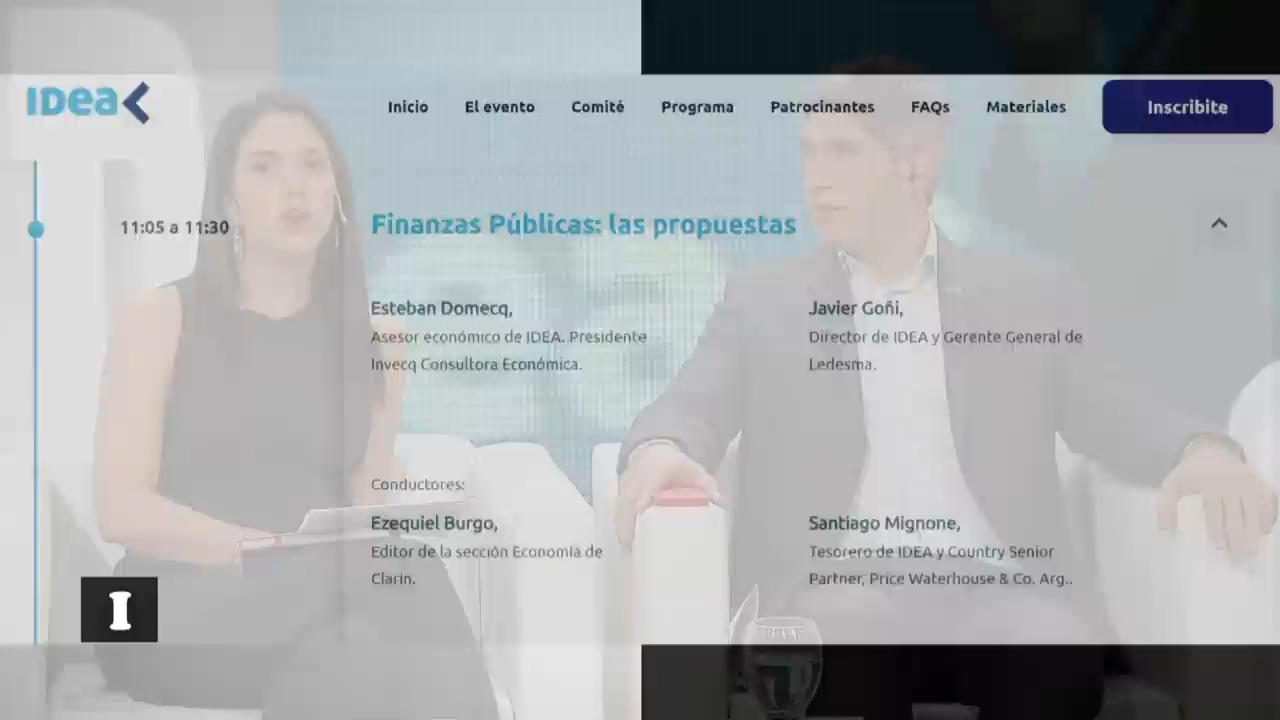 IDea
Inicio El evento Comité Programa Patrocinantes FAQs Materiales Inscribite
11:05 a 11:30 Finanzas Públicas: las propuestas
Esteban Domecq,
Asesor económico de IDEA. Presidente
Invecq Consultora Económica.
Javier Goñi,
Director de IDEA y Gerente General de
Ledesma.
Conductores:
Ezequiel Burgo,
Editor de la sección Economía de
Clarín.
Santiago Mignone,
Tesorero de IDEA y Country Senior
Partner, Price Waterhouse & Co. Arg..
I